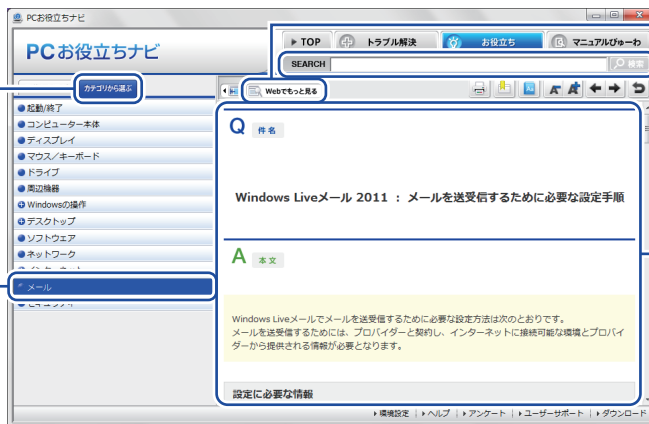 PCお役立ちナビ
PCお役立ちナビ
TOP
トラブル解決
お役立ち
マニュアルびゅーわ
SEARCH
検索
カテゴリから選ぶ
Webでもっと見る
起動/終了
コンピューター本体
ディスプレイ
マウス/キーボード
ドライブ
周辺機器
Windowsの操作
デスクトップ
ソフトウェア
ネットワーク
メール
Q 件名
Windows Liveメール 2011 : メールを送受信するために必要な設定手順
A 本文
Windows Liveメールでメールを送受信するために必要な設定方法は次のとおりです。
メールを送受信するためには、プロバイダーと契約し、インターネットに接続可能な環境とプロバイ
ダーから提供される情報が必要となります。
設定に必要な情報
環境設定 | ヘルプ | アンケート | ユーザーサポート | ダウンロード